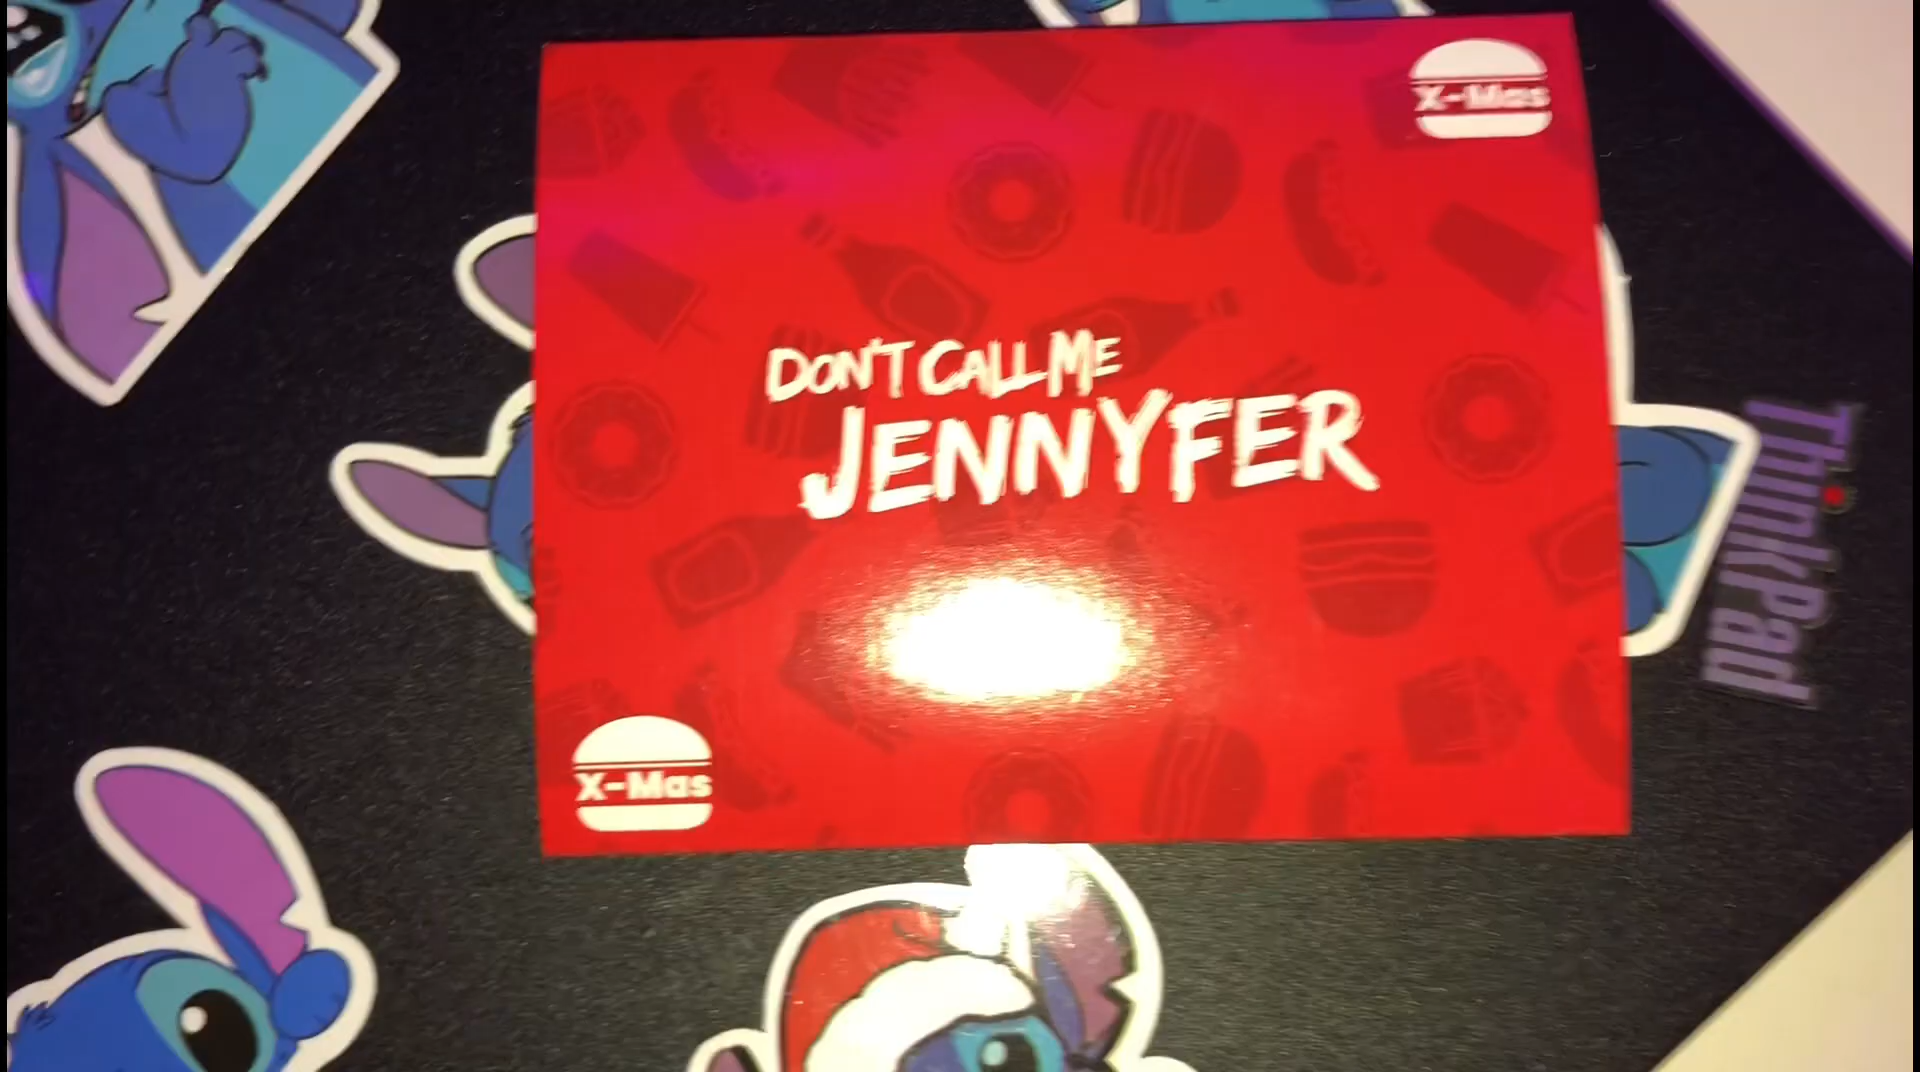 X-Mas
DON'T CALL ME
JENNYFER
X-Mas
ThinkPad